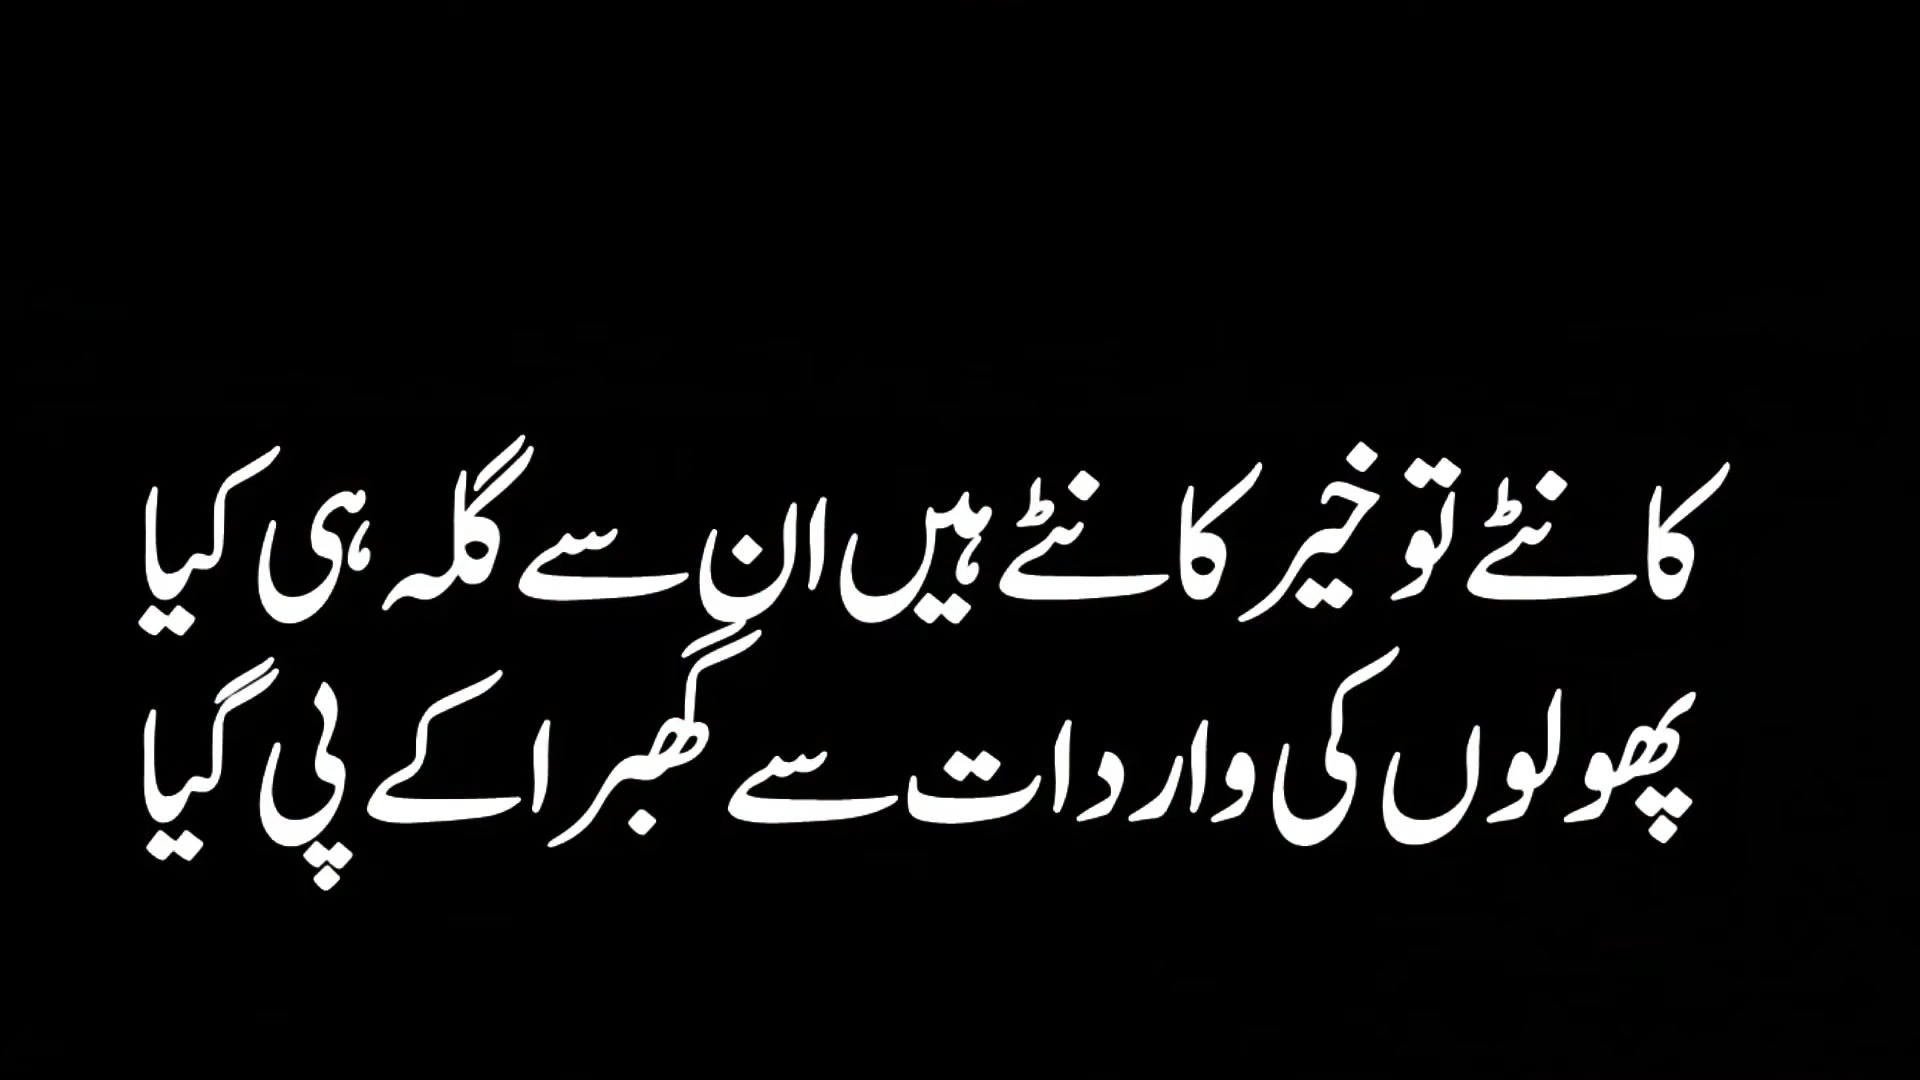 کانٹے تو خیر کانٹے ہیں ان سے گلہ ہی کیا
پھولوں کی واردات سے گھبرا کے پی گیا